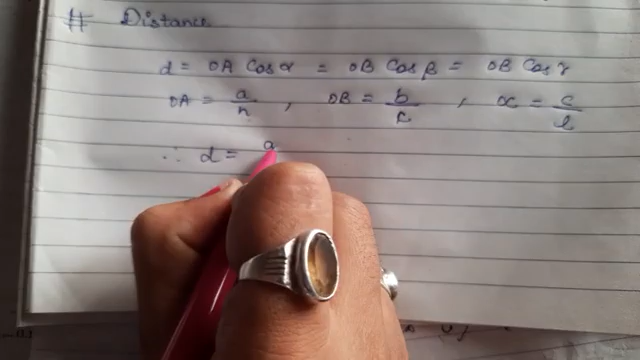 # Distance
d = OA Cos α = OB Cos β = OB Cos γ
OA = a/h , OB = b/k , OC = c/l
∴ d = a